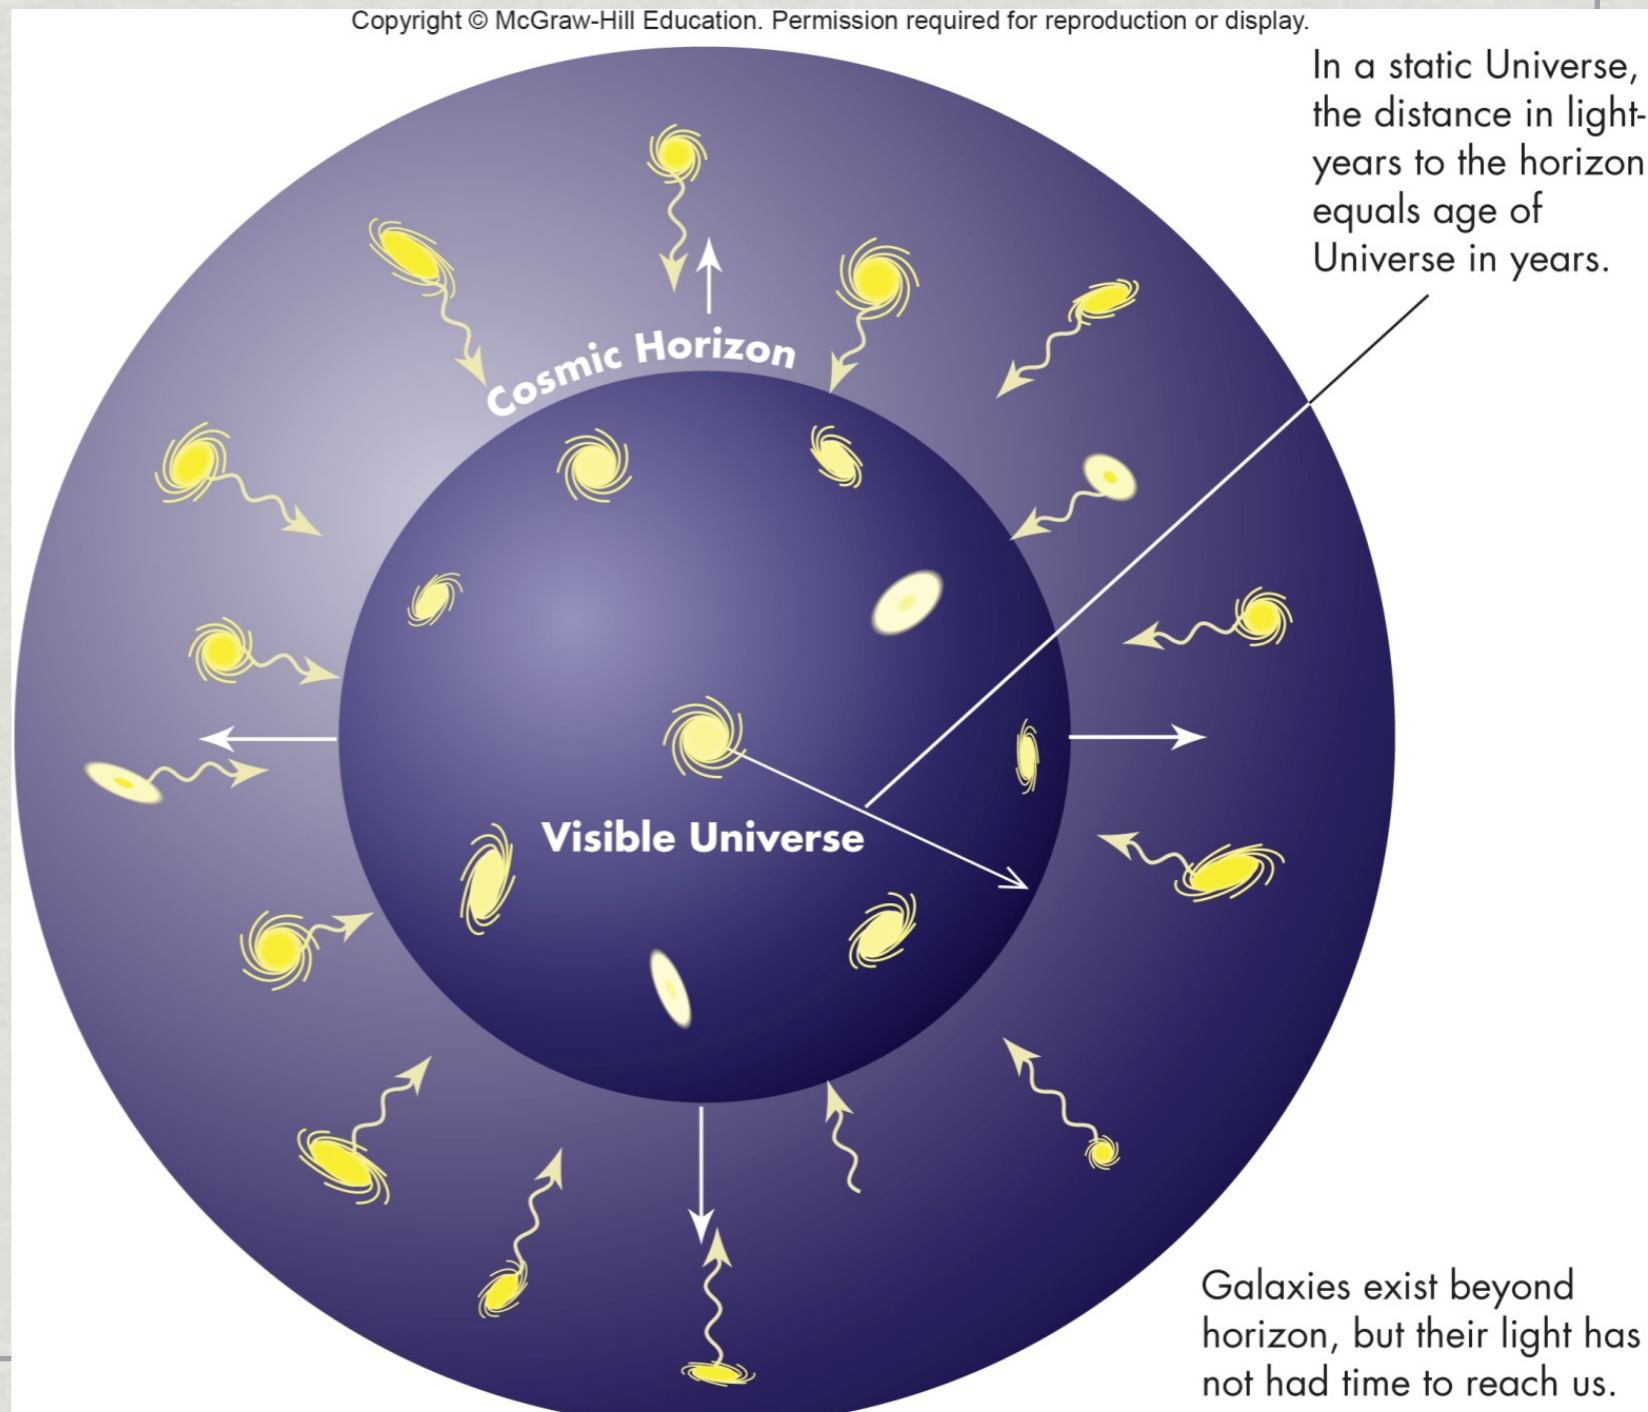 Copyright © McGraw-Hill Education. Permission required for reproduction or display.
In a static Universe,
the distance in light-
years to the horizon
equals age of
Universe in years.
Cosmic Horizon
Visible Universe
Galaxies exist beyond
horizon, but their light has
not had time to reach us.